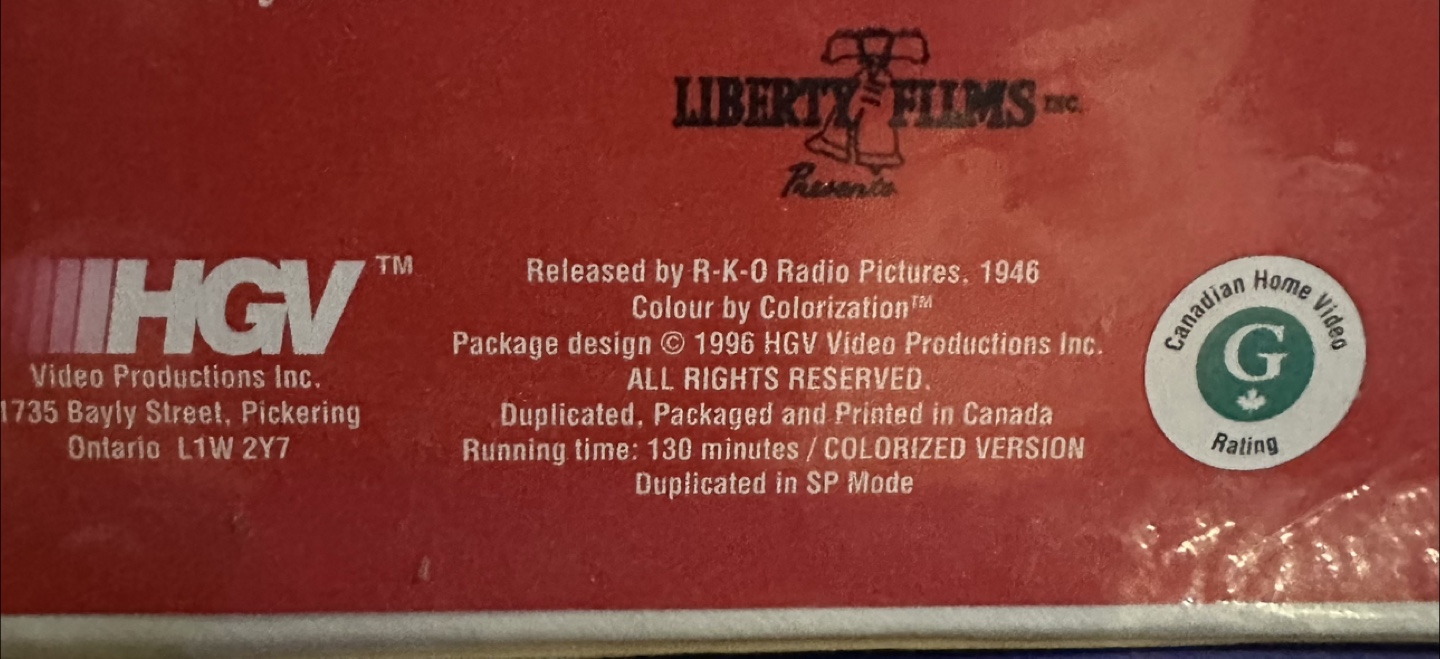 LIBERTY FILMS INC.
Presents
HGV TM
Video Productions Inc.
1735 Bayly Street, Pickering
Ontario L1W 2Y7
Released by R-K-O Radio Pictures, 1946
Colour by Colorization™
Package design © 1996 HGV Video Productions Inc.
ALL RIGHTS RESERVED.
Duplicated, Packaged and Printed in Canada
Running time: 130 minutes / COLORIZED VERSION
Duplicated in SP Mode
Canadian Home Video
G
Rating